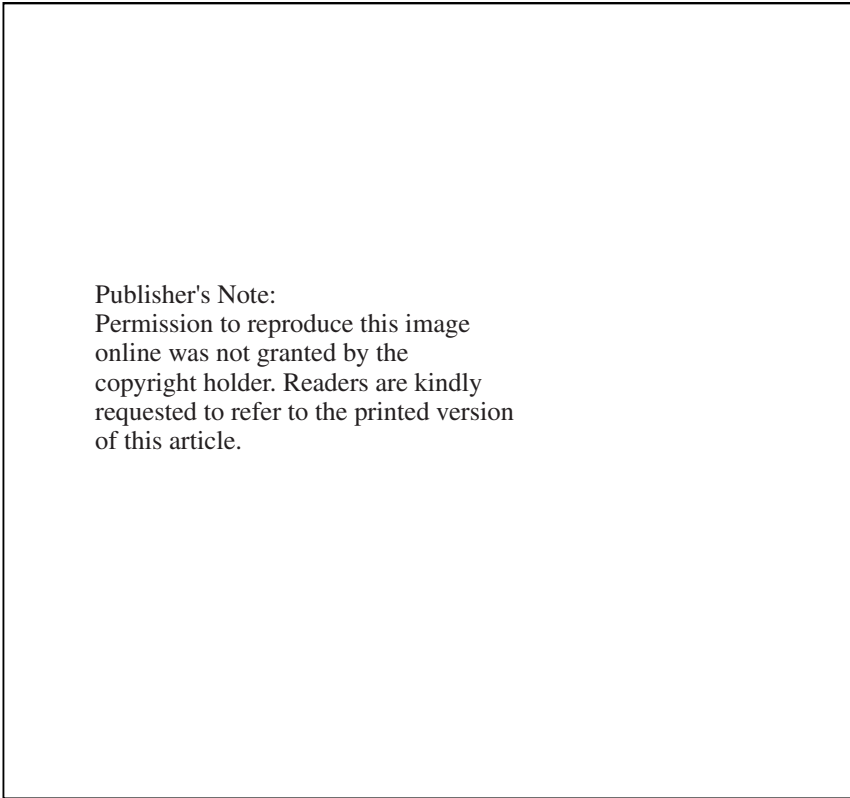 Publisher's Note:
Permission to reproduce this image
online was not granted by the
copyright holder. Readers are kindly
requested to refer to the printed version
of this article.